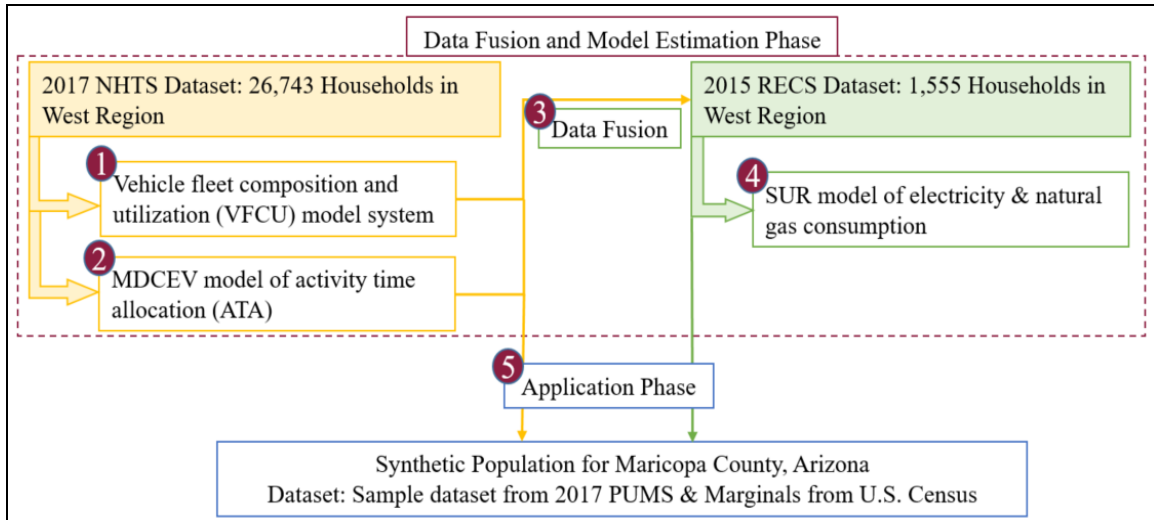 Data Fusion and Model Estimation Phase
2017 NHTS Dataset: 26,743 Households in
West Region
1
Vehicle fleet composition and
utilization (VFCU) model system
2
MDCEV model of activity time
allocation (ATA)
3
Data Fusion
2015 RECS Dataset: 1,555 Households in
West Region
4
SUR model of electricity & natural
gas consumption
5
Application Phase
Synthetic Population for Maricopa County, Arizona
Dataset: Sample dataset from 2017 PUMS & Marginals from U.S. Census